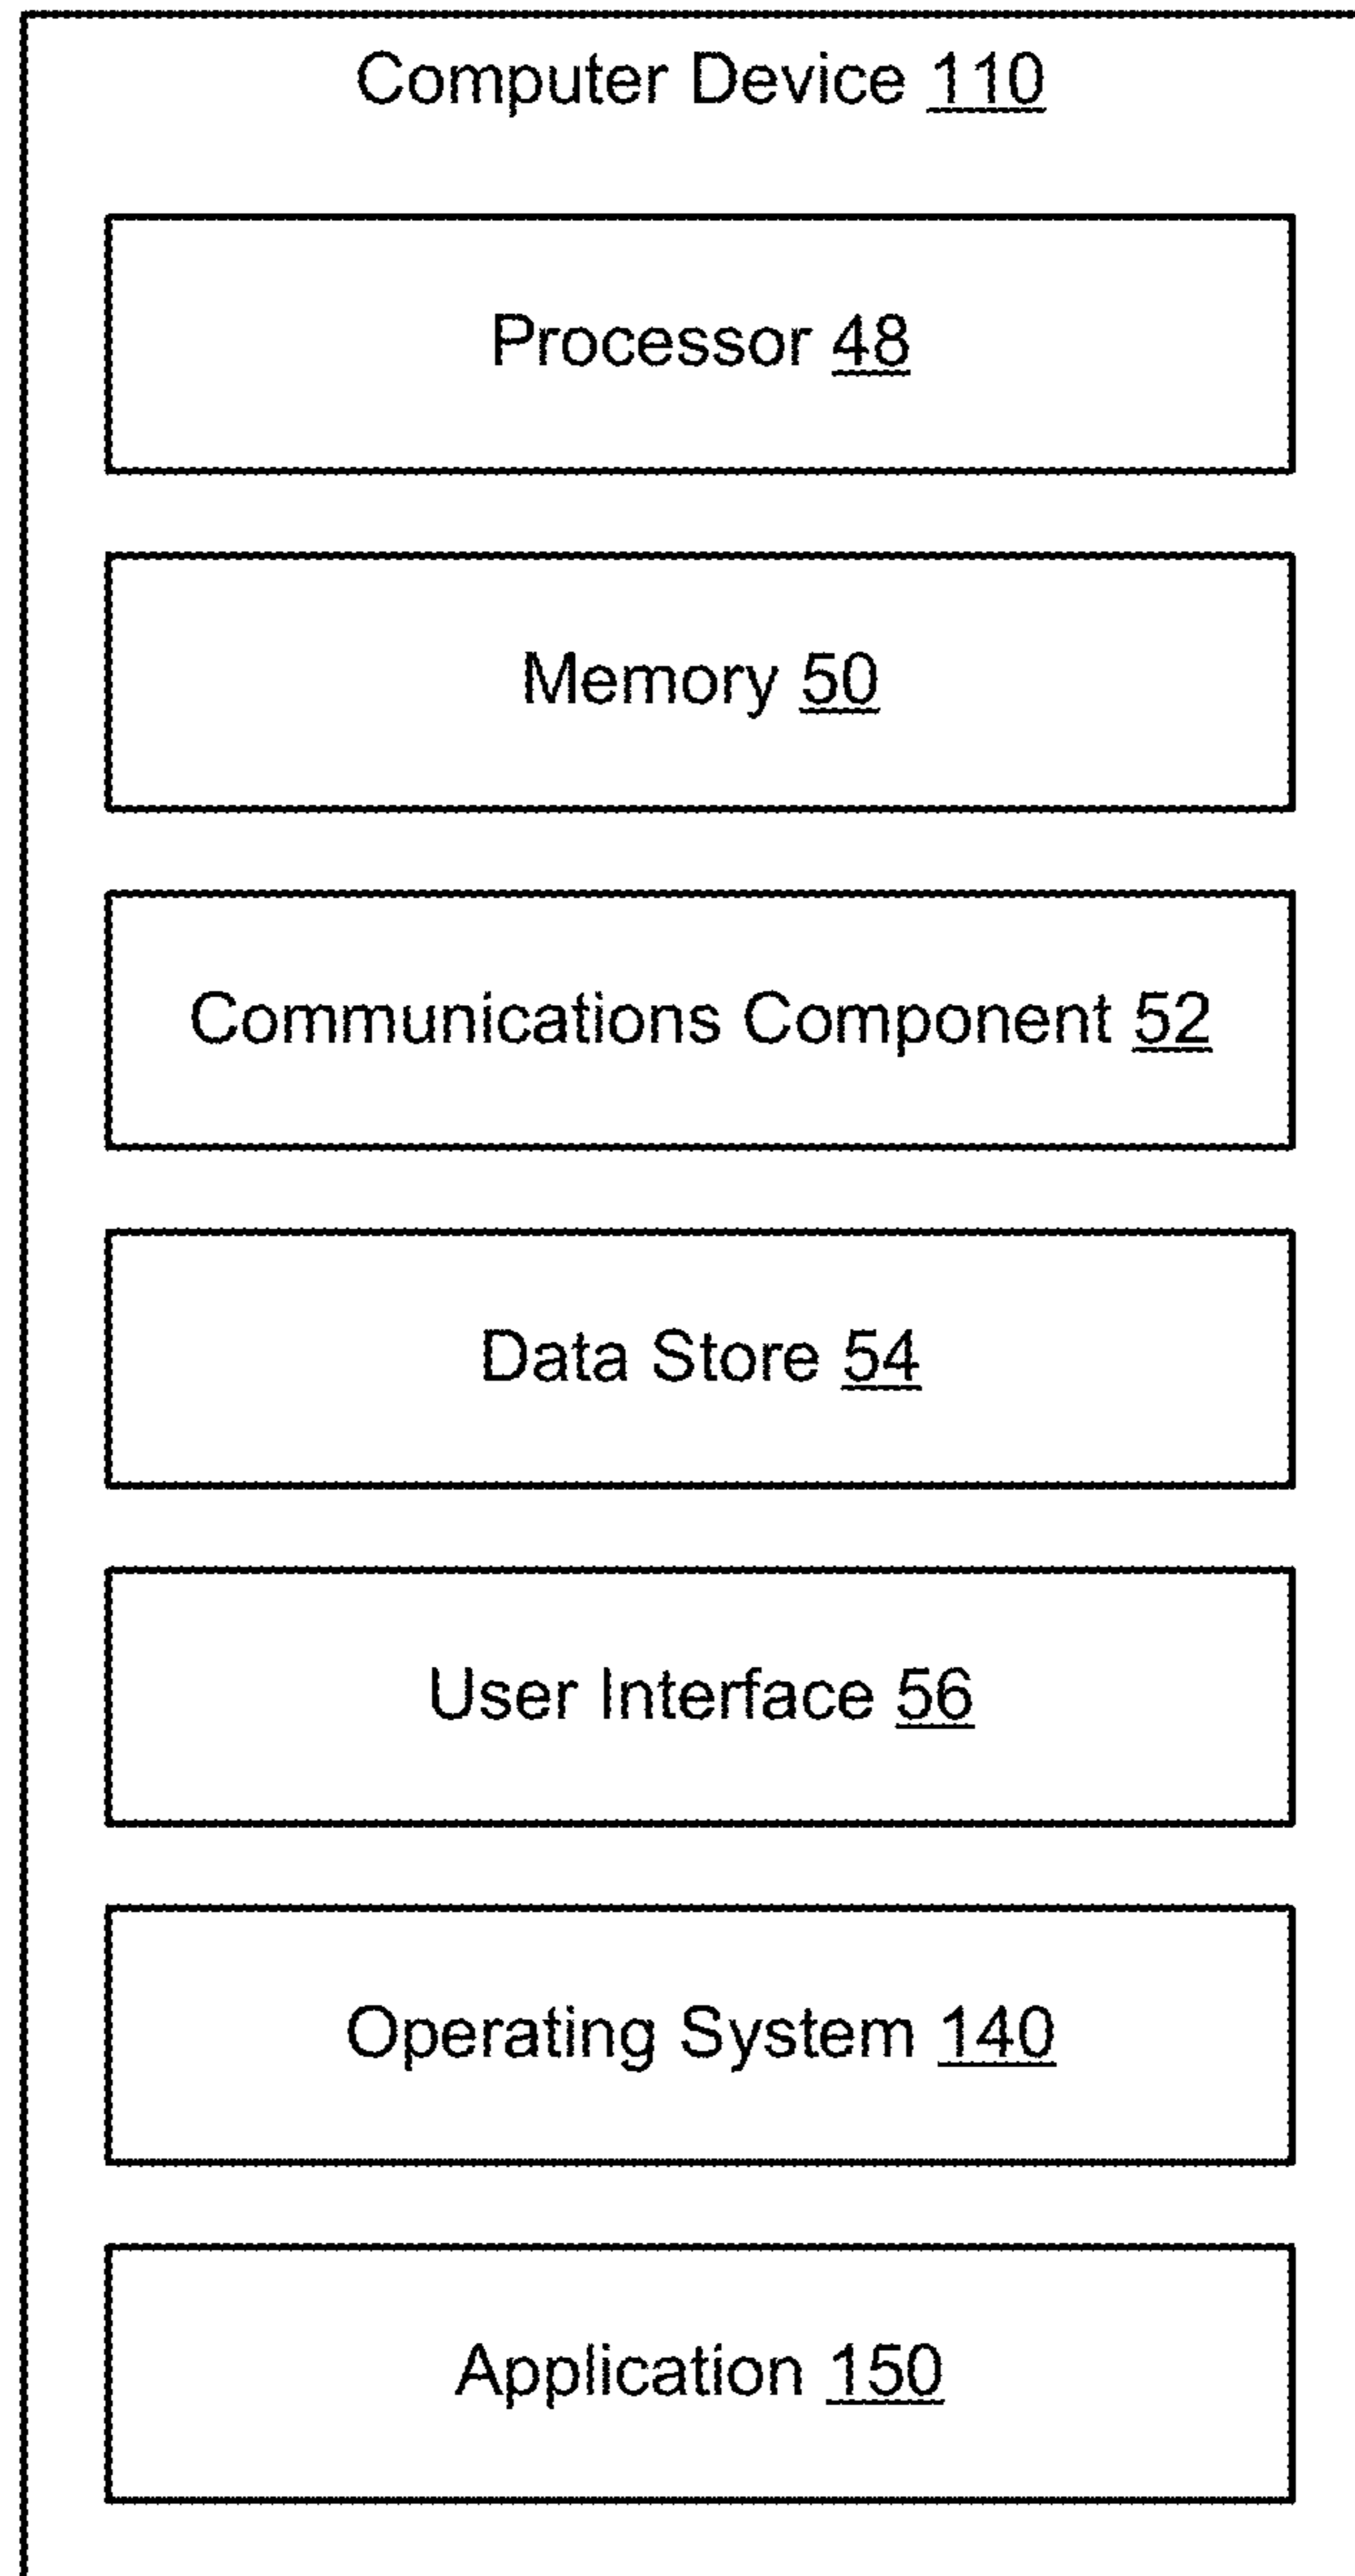 Computer Device 110
Processor 48
Memory 50
Communications Component 52
Data Store 54
User Interface 56
Operating System 140
Application 150